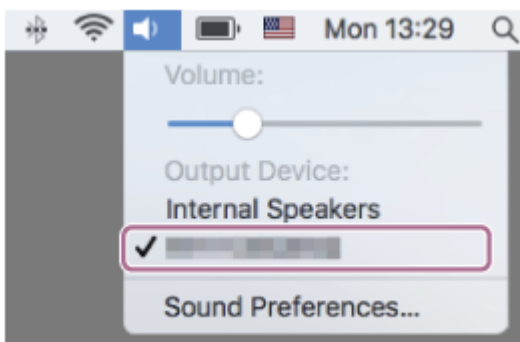 Mon 13:29
Volume:
Output Device:
Internal Speakers
Sound Preferences...